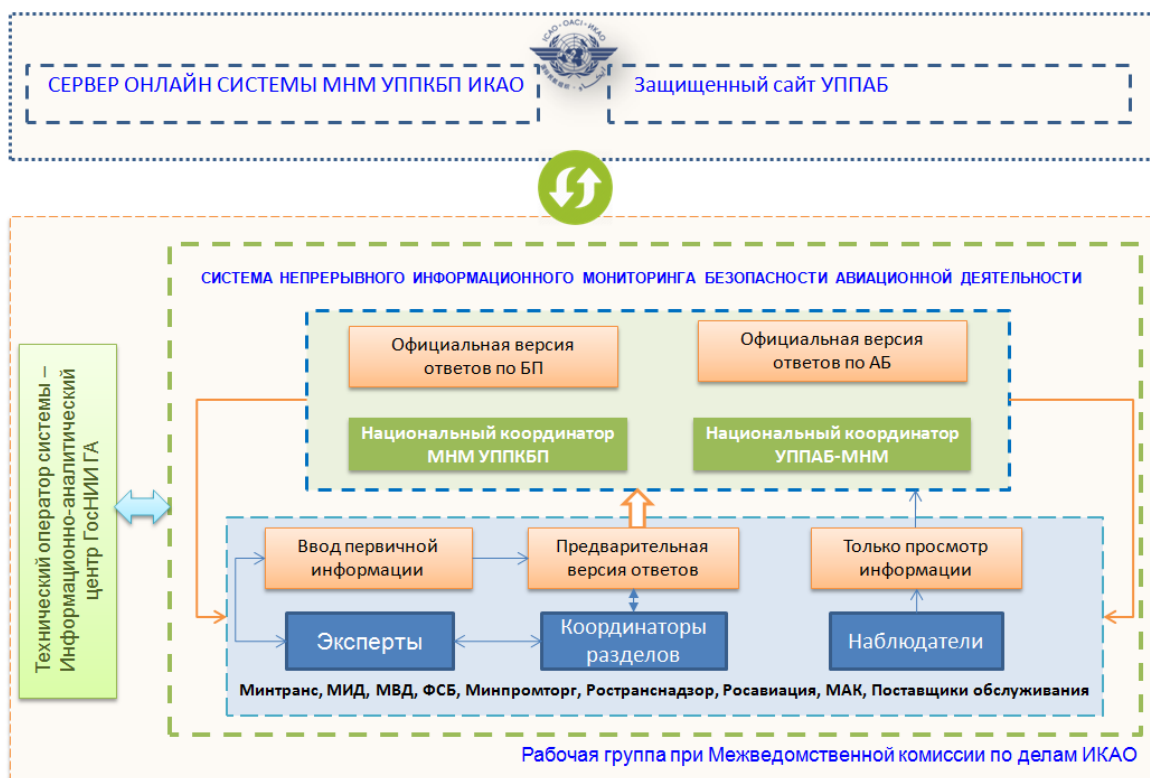 ICAO · OACI · ИКАО
СЕРВЕР ОНЛАЙН СИСТЕМЫ МНМ УППКБП ИКАО
Защищенный сайт УППАБ
СИСТЕМА НЕПРЕРЫВНОГО ИНФОРМАЦИОННОГО МОНИТОРИНГА БЕЗОПАСНОСТИ АВИАЦИОННОЙ ДЕЯТЕЛЬНОСТИ
Технический оператор системы –
Информационно-аналитический
центр ГосНИИ ГА
Официальная версия
ответов по БП
Официальная версия
ответов по АБ
Национальный координатор
МНМ УППКБП
Национальный координатор
УППАБ-МНМ
Ввод первичной
информации
Предварительная
версия ответов
Только просмотр
информации
Эксперты
Координаторы
разделов
Наблюдатели
Минтранс, МИД, МВД, ФСБ, Минпромторг, Ространснадзор, Росавиация, МАК, Поставщики обслуживания
Рабочая группа при Межведомственной комиссии по делам ИКАО